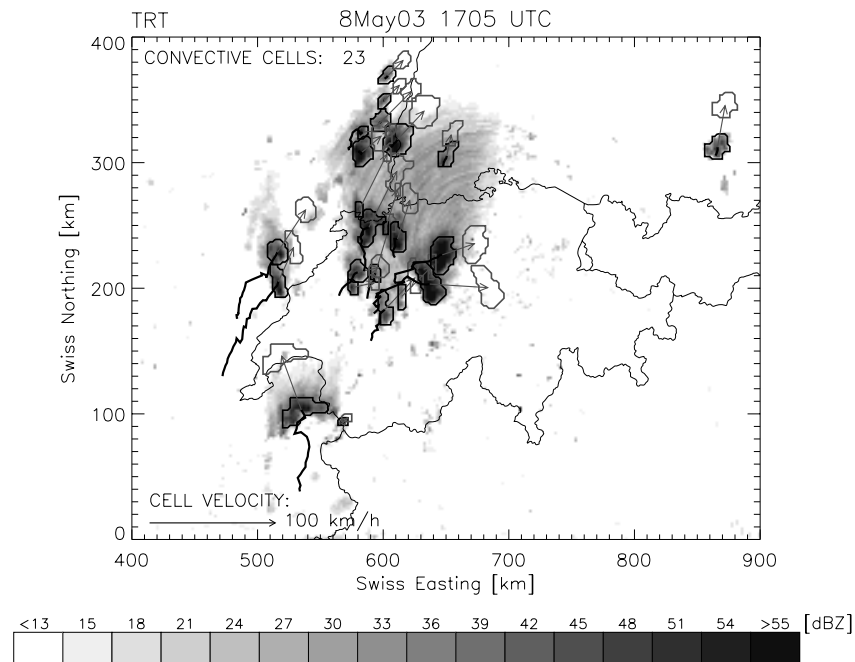 TRT 8May03 1705 UTC
CONVECTIVE CELLS: 23
400
300
200
100
0
Swiss Northing [km]
CELL VELOCITY:
100 km/h
400 500 600 700 800 900
Swiss Easting [km]
<13 15 18 21 24 27 30 33 36 39 42 45 48 51 54 >55 [dBZ]